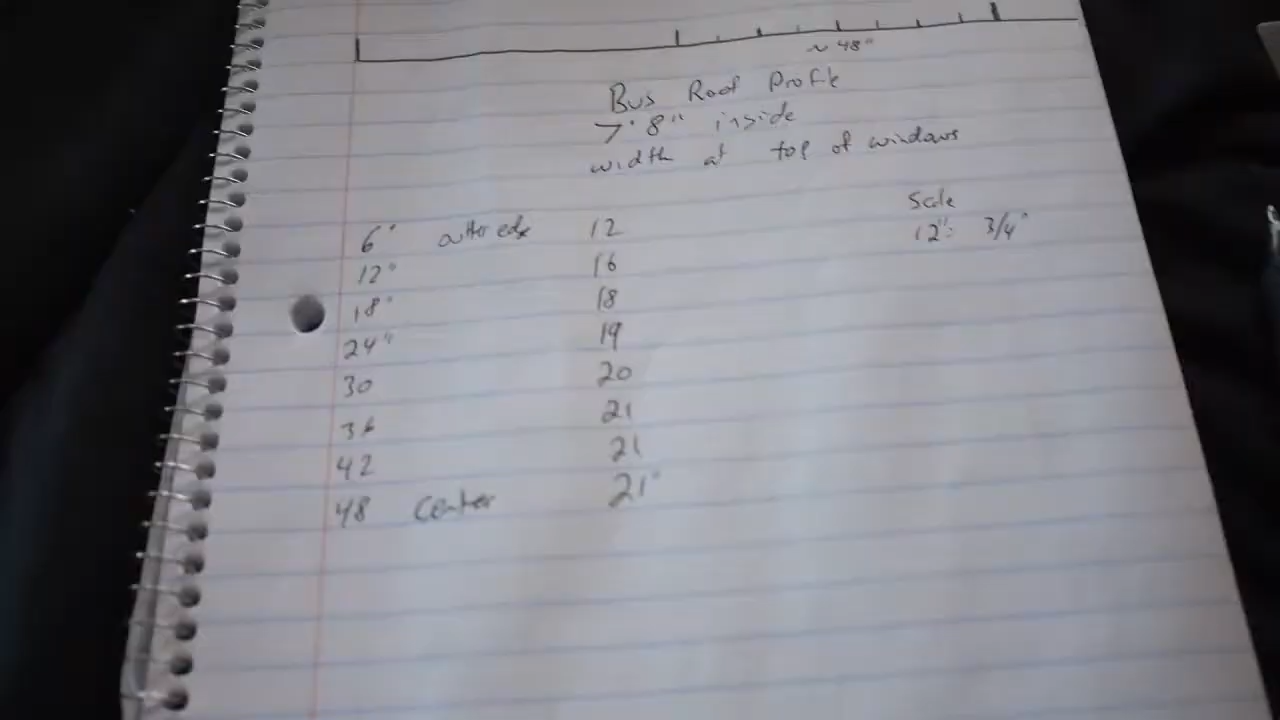 ~ 48"
Bus Roof Profile
7' 8" inside
width at top of windows
Scale
12": 3/4"
6" outter edge 12
12" 16
18" 18
24" 19
30 20
36 21
42 21
48 Center 21"